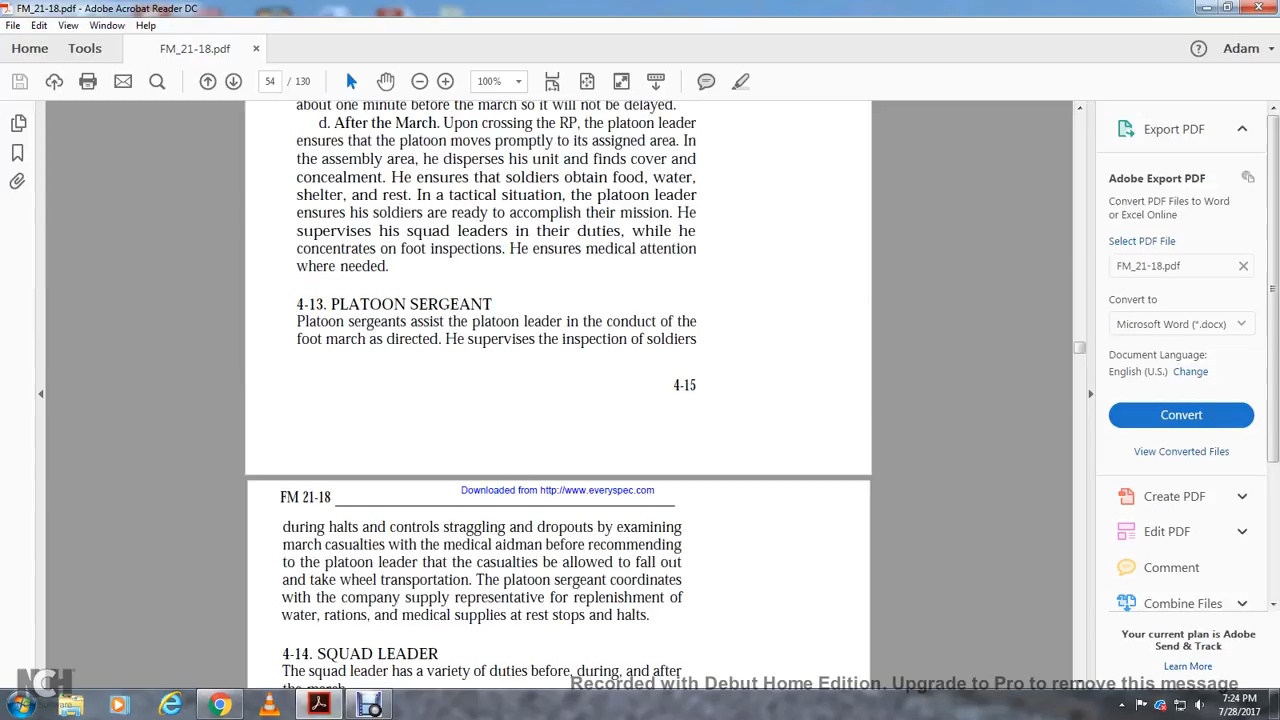 FM_21-18.pdf - Adobe Acrobat Reader DC
File Edit View Window Help
Home Tools FM_21-18.pdf × Adam
54 / 130 100%
about one minute before the march so it will not be delayed.
d. After the March. Upon crossing the RP, the platoon leader
ensures that the platoon moves promptly to its assigned area. In
the assembly area, he disperses his unit and finds cover and
concealment. He ensures that soldiers obtain food, water,
shelter, and rest. In a tactical situation, the platoon leader
ensures his soldiers are ready to accomplish their mission. He
supervises his squad leaders in their duties, while he
concentrates on foot inspections. He ensures medical attention
where needed.
4-13. PLATOON SERGEANT
Platoon sergeants assist the platoon leader in the conduct of the
foot march as directed. He supervises the inspection of soldiers
4-15
FM 21-18
Downloaded from http://www.everyspec.com
during halts and controls straggling and dropouts by examining
march casualties with the medical aidman before recommending
to the platoon leader that the casualties be allowed to fall out
and take wheel transportation. The platoon sergeant coordinates
with the company supply representative for replenishment of
water, rations, and medical supplies at rest stops and halts.
4-14. SQUAD LEADER
The squad leader has a variety of duties before, during, and after
the march.
Export PDF
Adobe Export PDF
Convert PDF Files to Word
or Excel Online
Select PDF File
FM_21-18.pdf
Convert to
Microsoft Word (*.docx)
Document Language:
English (U.S.) Change
Convert
View Converted Files
Create PDF
Edit PDF
Comment
Combine Files
Your current plan is Adobe
Send & Track
Learn More
Recorded with Debut Home Edition. Upgrade to Pro to remove this message
NCH
Software
7:24 PM
7/28/2017